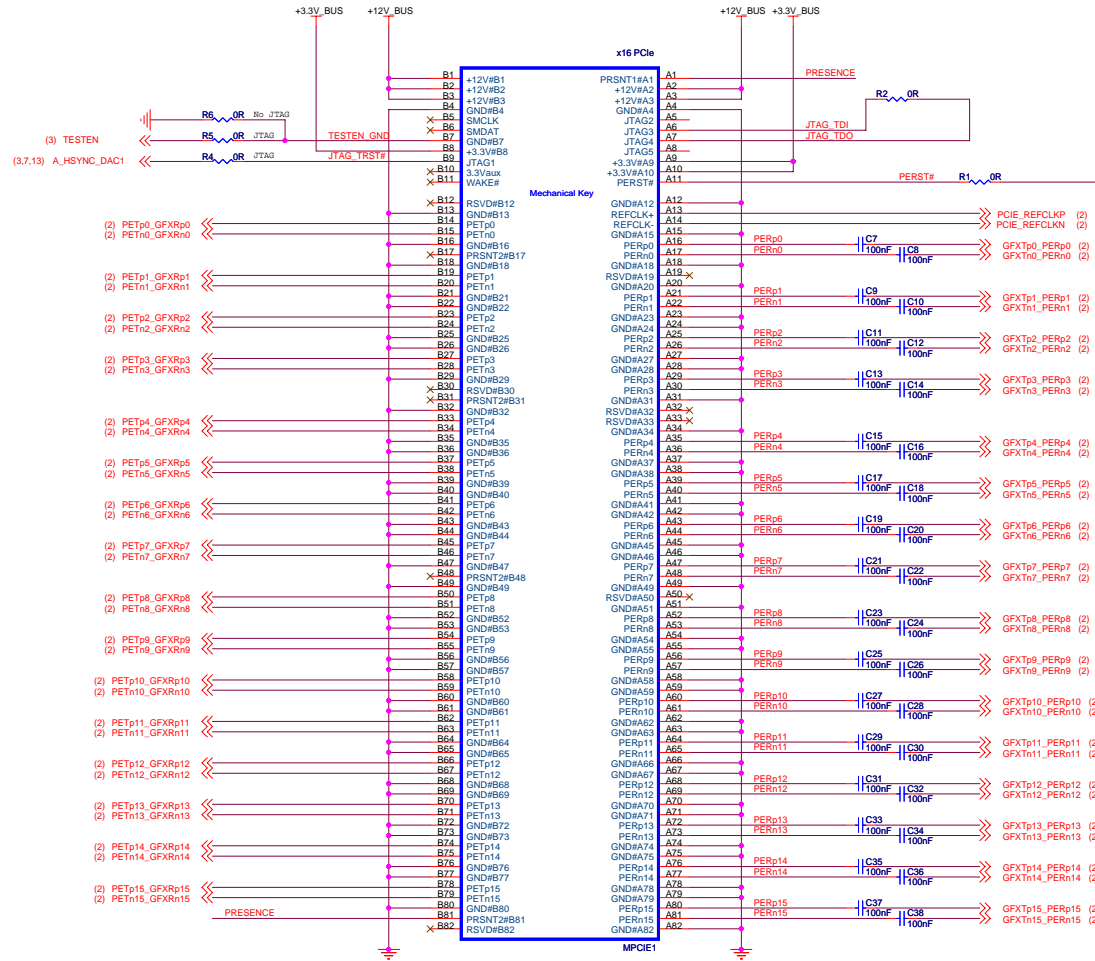 +3.3V_BUS +12V_BUS +12V_BUS +3.3V_BUS
x16 PCIe
B1 +12V#B1 PRSNT1#A1 A1 PRESENCE
B2 +12V#B2 +12V#A2 A2
B3 +12V#B3 +12V#A3 A3 R2 0R
B4 GND#B4 GND#A4 A4
R6 0R No JTAG B5 SMCLK JTAG2 A5
B6 SMDAT JTAG3 A6 JTAG_TDI
(3) TESTEN R5 0R JTAG TESTEN_GND B7 GND#B7 JTAG4 A7 JTAG_TDO
B8 +3.3V#B8 JTAG5 A8
(3,7,13) A_HSYNC_DAC1 R4 0R JTAG JTAG_TRST# B9 JTAG1 +3.3V#A9 A9
B10 3.3Vaux +3.3V#A10 A10
B11 WAKE# PERST# A11 PERST# R1 0R
Mechanical Key
B12 RSVD#B12 GND#A12 A12
B13 GND#B13 REFCLK+ A13 PCIE_REFCLKP (2)
(2) PETp0_GFXRp0 B14 PETp0 REFCLK- A14 PCIE_REFCLKN (2)
(2) PETn0_GFXRn0 B15 PETn0 GND#A15 A15
B16 GND#B16 PERp0 A16 PERp0 C7 100nF GFXTp0_PERp0 (2)
B17 PRSNT2#B17 PERn0 A17 PERn0 C8 100nF GFXTn0_PERn0 (2)
B18 GND#B18 GND#A18 A18
(2) PETp1_GFXRp1 B19 PETp1 RSVD#A19 A19
(2) PETn1_GFXRn1 B20 PETn1 GND#A20 A20
B21 GND#B21 PERp1 A21 PERp1 C9 100nF GFXTp1_PERp1 (2)
B22 GND#B22 PERn1 A22 PERn1 C10 100nF GFXTn1_PERn1 (2)
(2) PETp2_GFXRp2 B23 PETp2 GND#A23 A23
(2) PETn2_GFXRn2 B24 PETn2 GND#A24 A24
B25 GND#B25 PERp2 A25 PERp2 C11 100nF GFXTp2_PERp2 (2)
B26 GND#B26 PERn2 A26 PERn2 C12 100nF GFXTn2_PERn2 (2)
(2) PETp3_GFXRp3 B27 PETp3 GND#A27 A27
(2) PETn3_GFXRn3 B28 PETn3 GND#A28 A28
B29 GND#B29 PERp3 A29 PERp3 C13 100nF GFXTp3_PERp3 (2)
B30 RSVD#B30 PERn3 A30 PERn3 C14 100nF GFXTn3_PERn3 (2)
B31 PRSNT2#B31 GND#A31 A31
B32 GND#B32 RSVD#A32 A32
(2) PETp4_GFXRp4 B33 PETp4 RSVD#A33 A33
(2) PETn4_GFXRn4 B34 PETn4 GND#A34 A34
B35 GND#B35 PERp4 A35 PERp4 C15 100nF GFXTp4_PERp4 (2)
B36 GND#B36 PERn4 A36 PERn4 C16 100nF GFXTn4_PERn4 (2)
(2) PETp5_GFXRp5 B37 PETp5 GND#A37 A37
(2) PETn5_GFXRn5 B38 PETn5 GND#A38 A38
B39 GND#B39 PERp5 A39 PERp5 C17 100nF GFXTp5_PERp5 (2)
B40 GND#B40 PERn5 A40 PERn5 C18 100nF GFXTn5_PERn5 (2)
(2) PETp6_GFXRp6 B41 PETp6 GND#A41 A41
(2) PETn6_GFXRn6 B42 PETn6 GND#A42 A42
B43 GND#B43 PERp6 A43 PERp6 C19 100nF GFXTp6_PERp6 (2)
B44 GND#B44 PERn6 A44 PERn6 C20 100nF GFXTn6_PERn6 (2)
(2) PETp7_GFXRp7 B45 PETp7 GND#A45 A45
(2) PETn7_GFXRn7 B46 PETn7 GND#A46 A46
B47 GND#B47 PERp7 A47 PERp7 C21 100nF GFXTp7_PERp7 (2)
B48 PRSNT2#B48 PERn7 A48 PERn7 C22 100nF GFXTn7_PERn7 (2)
B49 GND#B49 GND#A49 A49
(2) PETp8_GFXRp8 B50 PETp8 RSVD#A50 A50
(2) PETn8_GFXRn8 B51 PETn8 GND#A51 A51
B52 GND#B52 PERp8 A52 PERp8 C23 100nF GFXTp8_PERp8 (2)
B53 GND#B53 PERn8 A53 PERn8 C24 100nF GFXTn8_PERn8 (2)
(2) PETp9_GFXRp9 B54 PETp9 GND#A54 A54
(2) PETn9_GFXRn9 B55 PETn9 GND#A55 A55
B56 GND#B56 PERp9 A56 PERp9 C25 100nF GFXTp9_PERp9 (2)
B57 GND#B57 PERn9 A57 PERn9 C26 100nF GFXTn9_PERn9 (2)
(2) PETp10_GFXRp10 B58 PETp10 GND#A58 A58
(2) PETn10_GFXRn10 B59 PETn10 GND#A59 A59
B60 GND#B60 PERp10 A60 PERp10 C27 100nF GFXTp10_PERp10 (2
B61 GND#B61 PERn10 A61 PERn10 C28 100nF GFXTn10_PERn10 (2
(2) PETp11_GFXRp11 B62 PETp11 GND#A62 A62
(2) PETn11_GFXRn11 B63 PETn11 GND#A63 A63
B64 GND#B64 PERp11 A64 PERp11 C29 100nF GFXTp11_PERp11 (2
B65 GND#B65 PERn11 A65 PERn11 C30 100nF GFXTn11_PERn11 (2
(2) PETp12_GFXRp12 B66 PETp12 GND#A66 A66
(2) PETn12_GFXRn12 B67 PETn12 GND#A67 A67
B68 GND#B68 PERp12 A68 PERp12 C31 100nF GFXTp12_PERp12 (2
B69 GND#B69 PERn12 A69 PERn12 C32 100nF GFXTn12_PERn12 (2
(2) PETp13_GFXRp13 B70 PETp13 GND#A70 A70
(2) PETn13_GFXRn13 B71 PETn13 GND#A71 A71
B72 GND#B72 PERp13 A72 PERp13 C33 100nF GFXTp13_PERp13 (2
B73 GND#B73 PERn13 A73 PERn13 C34 100nF GFXTn13_PERn13 (2
(2) PETp14_GFXRp14 B74 PETp14 GND#A74 A74
(2) PETn14_GFXRn14 B75 PETn14 GND#A75 A75
B76 GND#B76 PERp14 A76 PERp14 C35 100nF GFXTp14_PERp14 (2
B77 GND#B77 PERn14 A77 PERn14 C36 100nF GFXTn14_PERn14 (2
(2) PETp15_GFXRp15 B78 PETp15 GND#A78 A78
(2) PETn15_GFXRn15 B79 PETn15 GND#A79 A79
B80 GND#B80 PERp15 A80 PERp15 C37 100nF GFXTp15_PERp15 (2
PRESENCE B81 PRSNT2#B81 PERn15 A81 PERn15 C38 100nF GFXTn15_PERn15 (2
B82 RSVD#B82 GND#A82 A82
MPCIE1